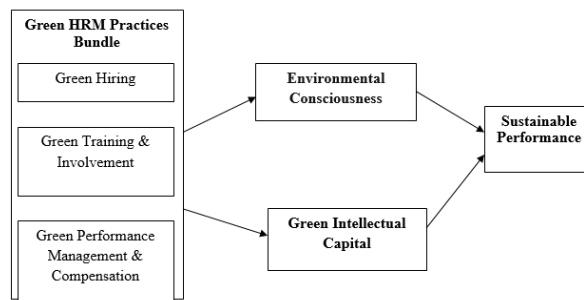 Green HRM Practices
Bundle
Green Hiring
Green Training &
Involvement
Green Performance
Management &
Compensation
Environmental
Consciousness
Green Intellectual
Capital
Sustainable
Performance